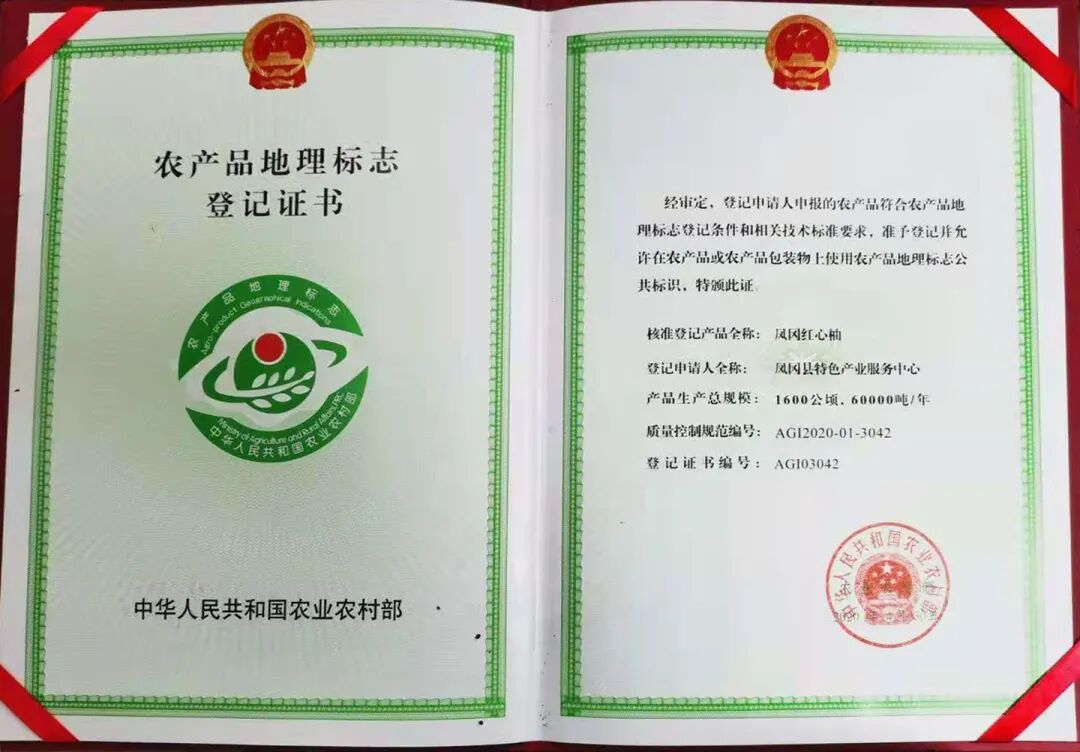 农产品地理标志
登记证书
农产品地理标志
Agro-product Geographical Indications
Ministry of Agriculture and Rural Affairs, PRC
中华人民共和国农业农村部
中华人民共和国农业农村部
经审定，登记申请人申报的农产品符合农产品地
理标志登记条件和相关技术标准要求，准予登记并允
许在农产品或农产品包装物上使用农产品地理标志公
共标识，特颁此证
核准登记产品全称： 凤冈红心柚
登记申请人全称： 凤冈县特色产业服务中心
产品生产总规模： 1600公顷、60000吨/年
质量控制规范编号： AGI2020-01-3042
登记证书编号： AGI03042
中华人民共和国农业农村部